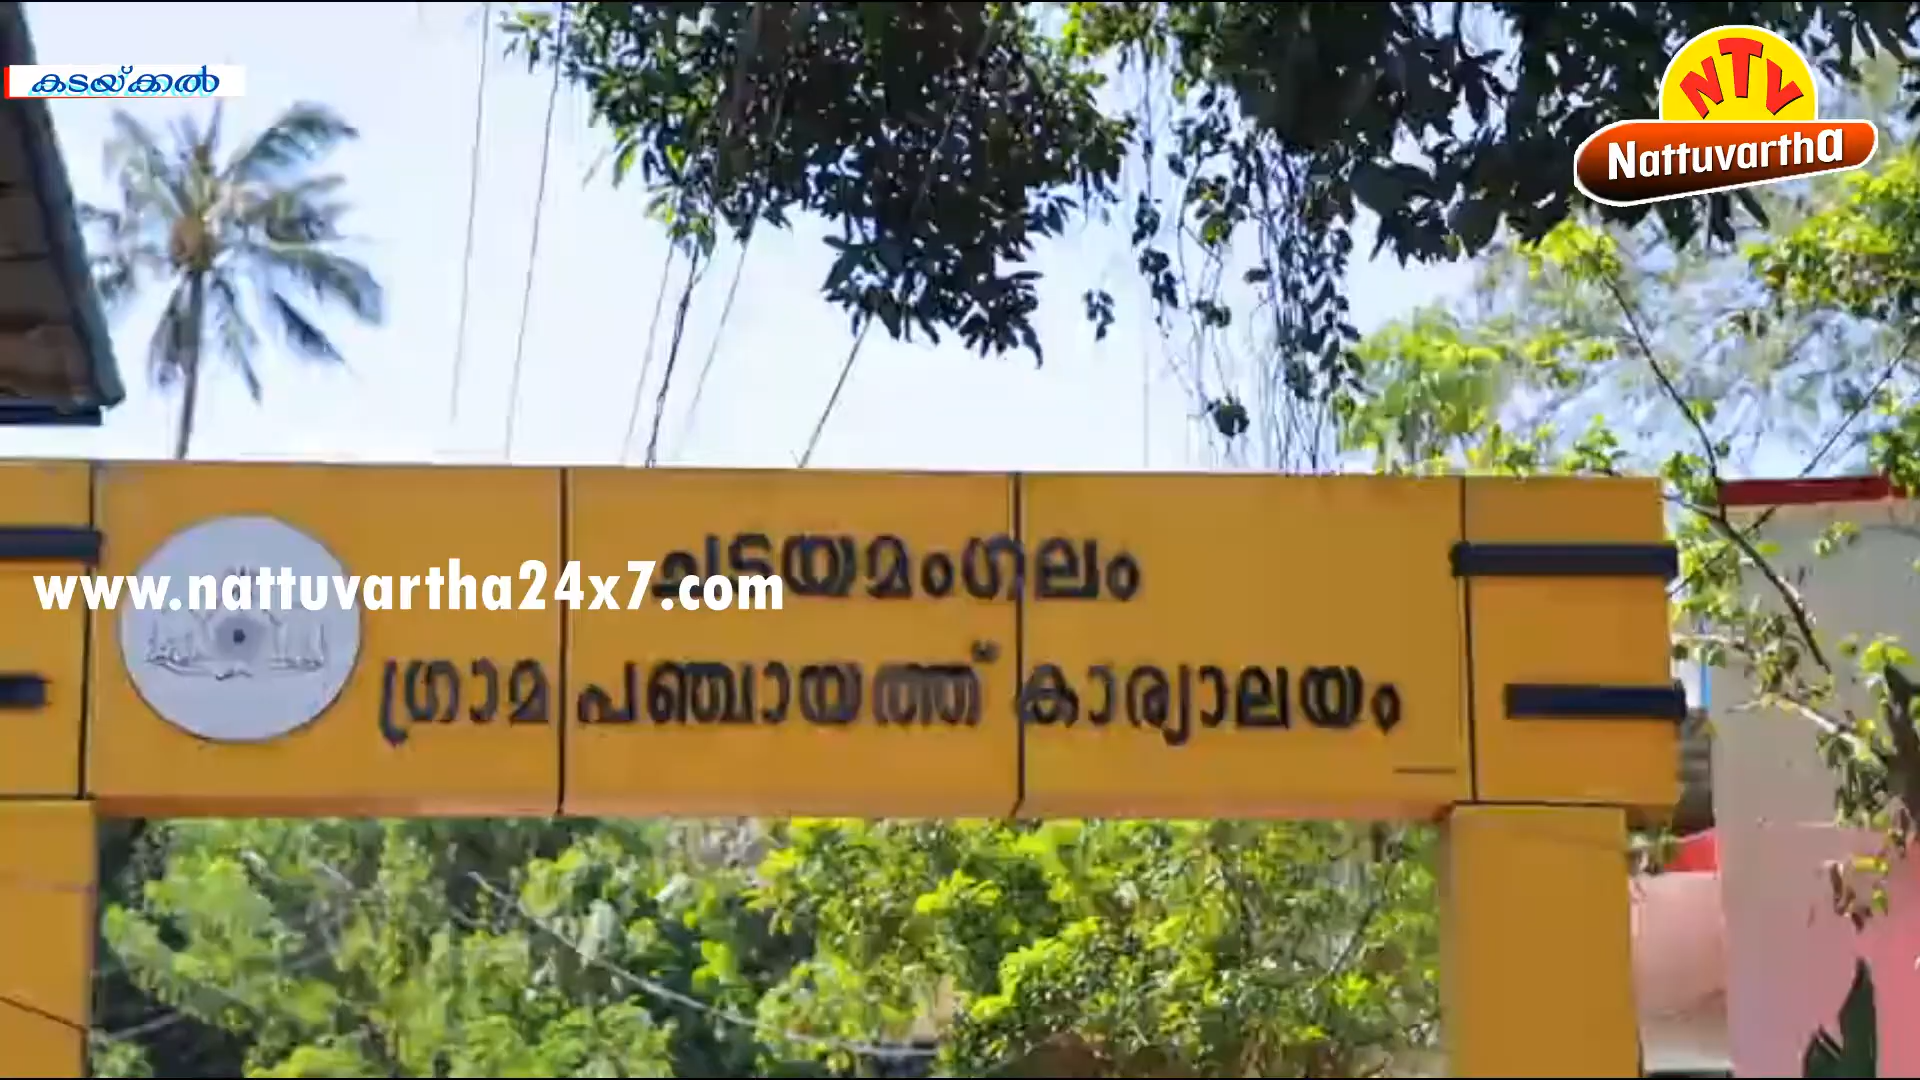 കടയ്ക്കൽ
NTV
Nattuvartha
www.nattuvartha24x7.com
ചടയമംഗലം
ഗ്രാമ പഞ്ചായത്ത് കാര്യാലയം